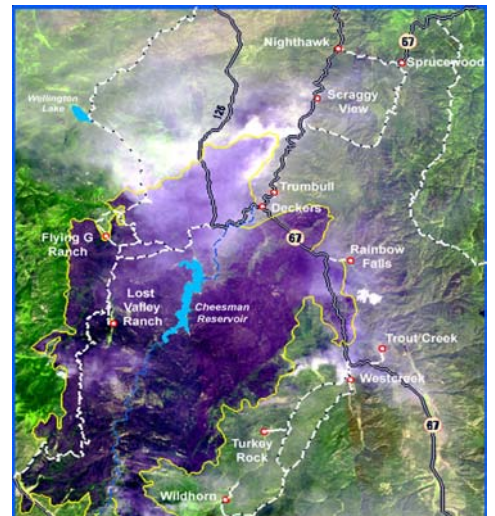 Nighthawk
67
Sprucewood
Wellington
Lake
Scraggy
View
126
Trumbull
Deckers
Flying G
Ranch
67
Rainbow
Falls
Lost
Valley
Ranch
Cheesman
Reservoir
Trout Creek
Westcreek
67
Turkey
Rock
Wildhorn